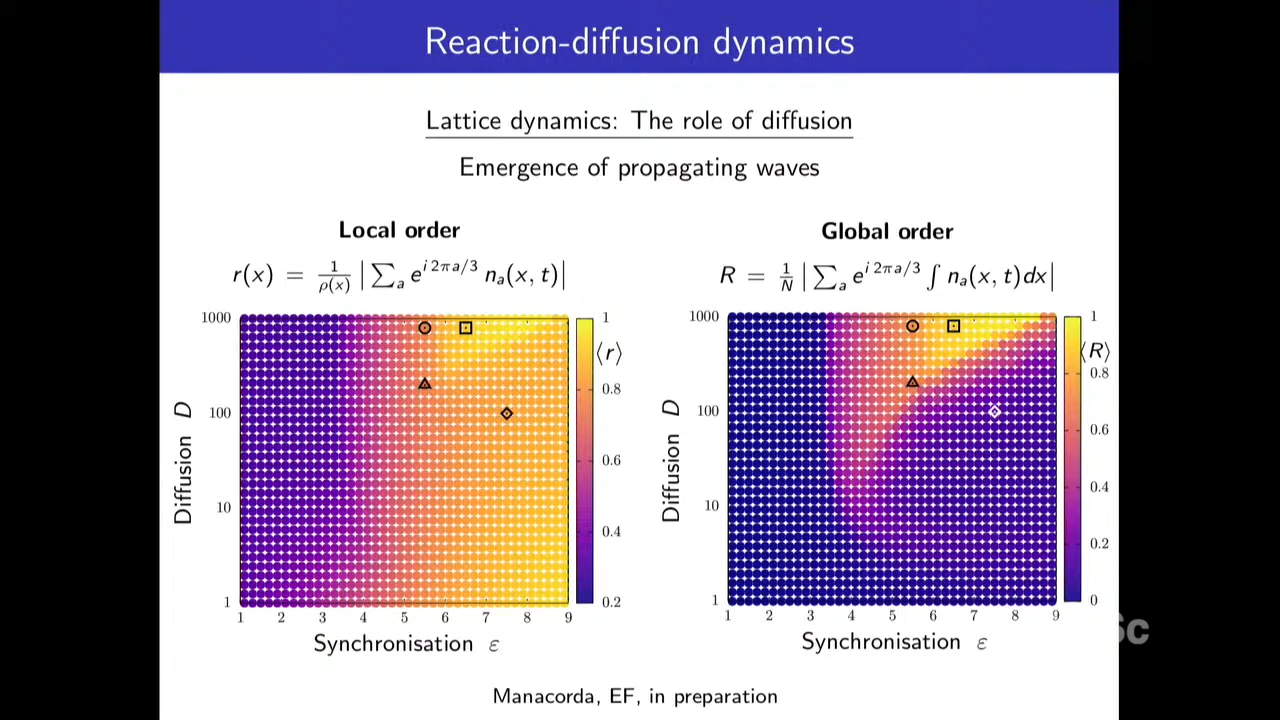 Reaction-diffusion dynamics
Lattice dynamics: The role of diffusion
Emergence of propagating waves
Local order
r(x) = 1/ρ(x) |∑ₐ e^{i 2πa/3} nₐ(x, t)|
1000
100
10
1
Diffusion D
1 2 3 4 5 6 7 8 9
Synchronisation ε
⟨r⟩
1
0.8
0.6
0.4
0.2
Global order
R = 1/N |∑ₐ e^{i 2πa/3} ∫ nₐ(x, t)dx|
1000
100
10
1
Diffusion D
1 2 3 4 5 6 7 8 9
Synchronisation ε
⟨R⟩
1
0.8
0.6
0.4
0.2
0
Manacorda, EF, in preparation